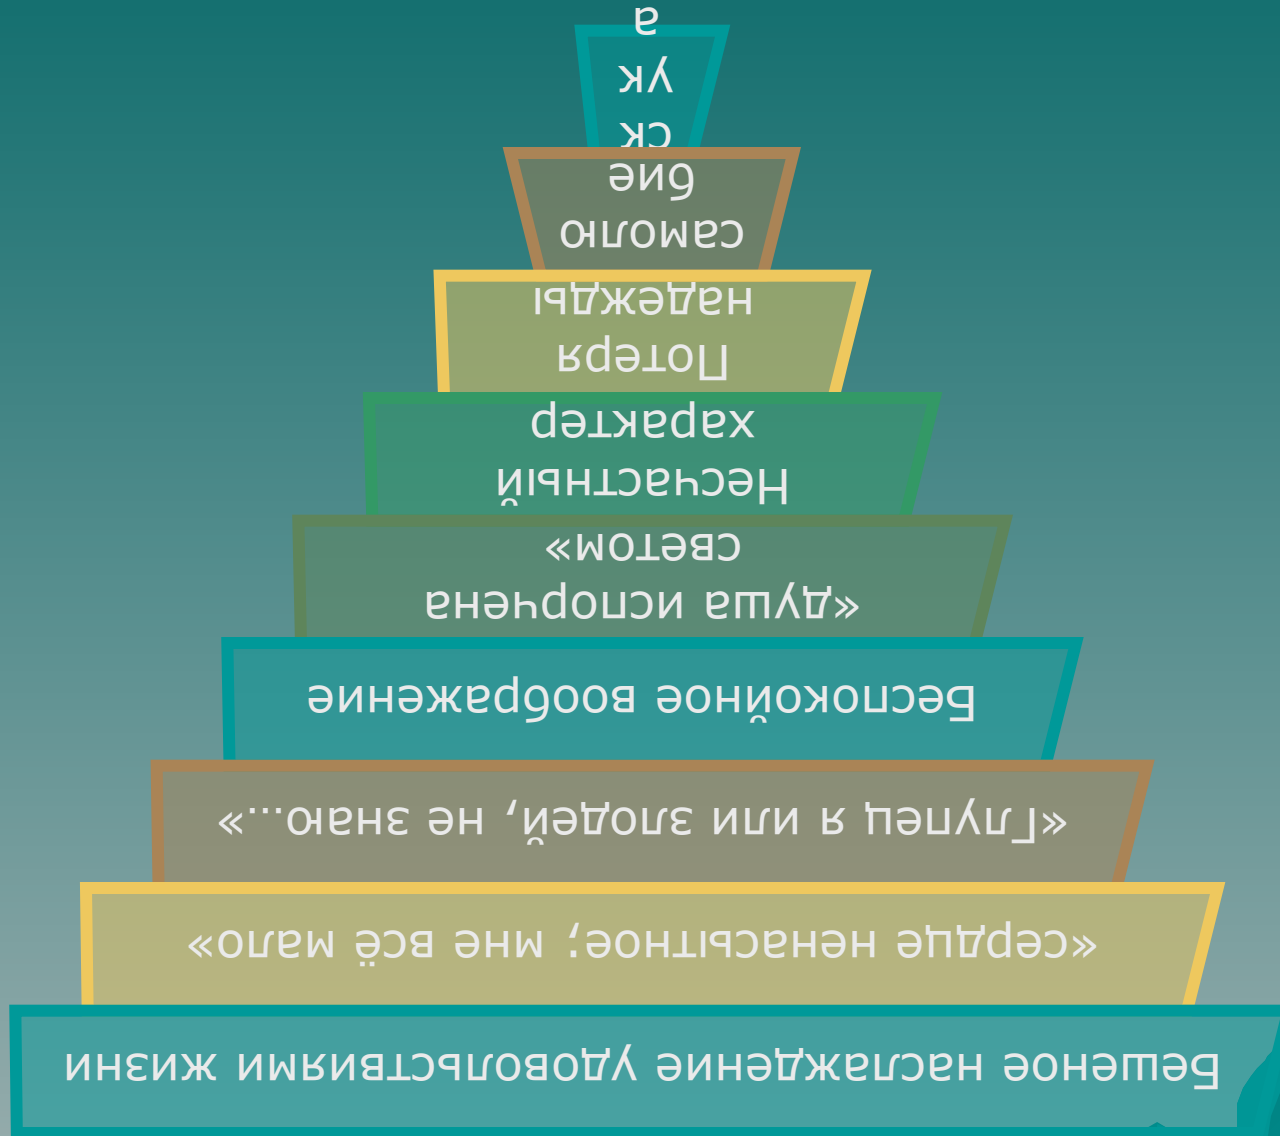 Бешеное наслаждение удовольствиями жизни
«сердце ненасытное; мне всё мало»
«Глупец я или злодей, не знаю...»
Беспокойное воображение
«душа испорчена
светом»
Несчастный
характер
Потеря
надежды
самолю
бие
ск
ук
а